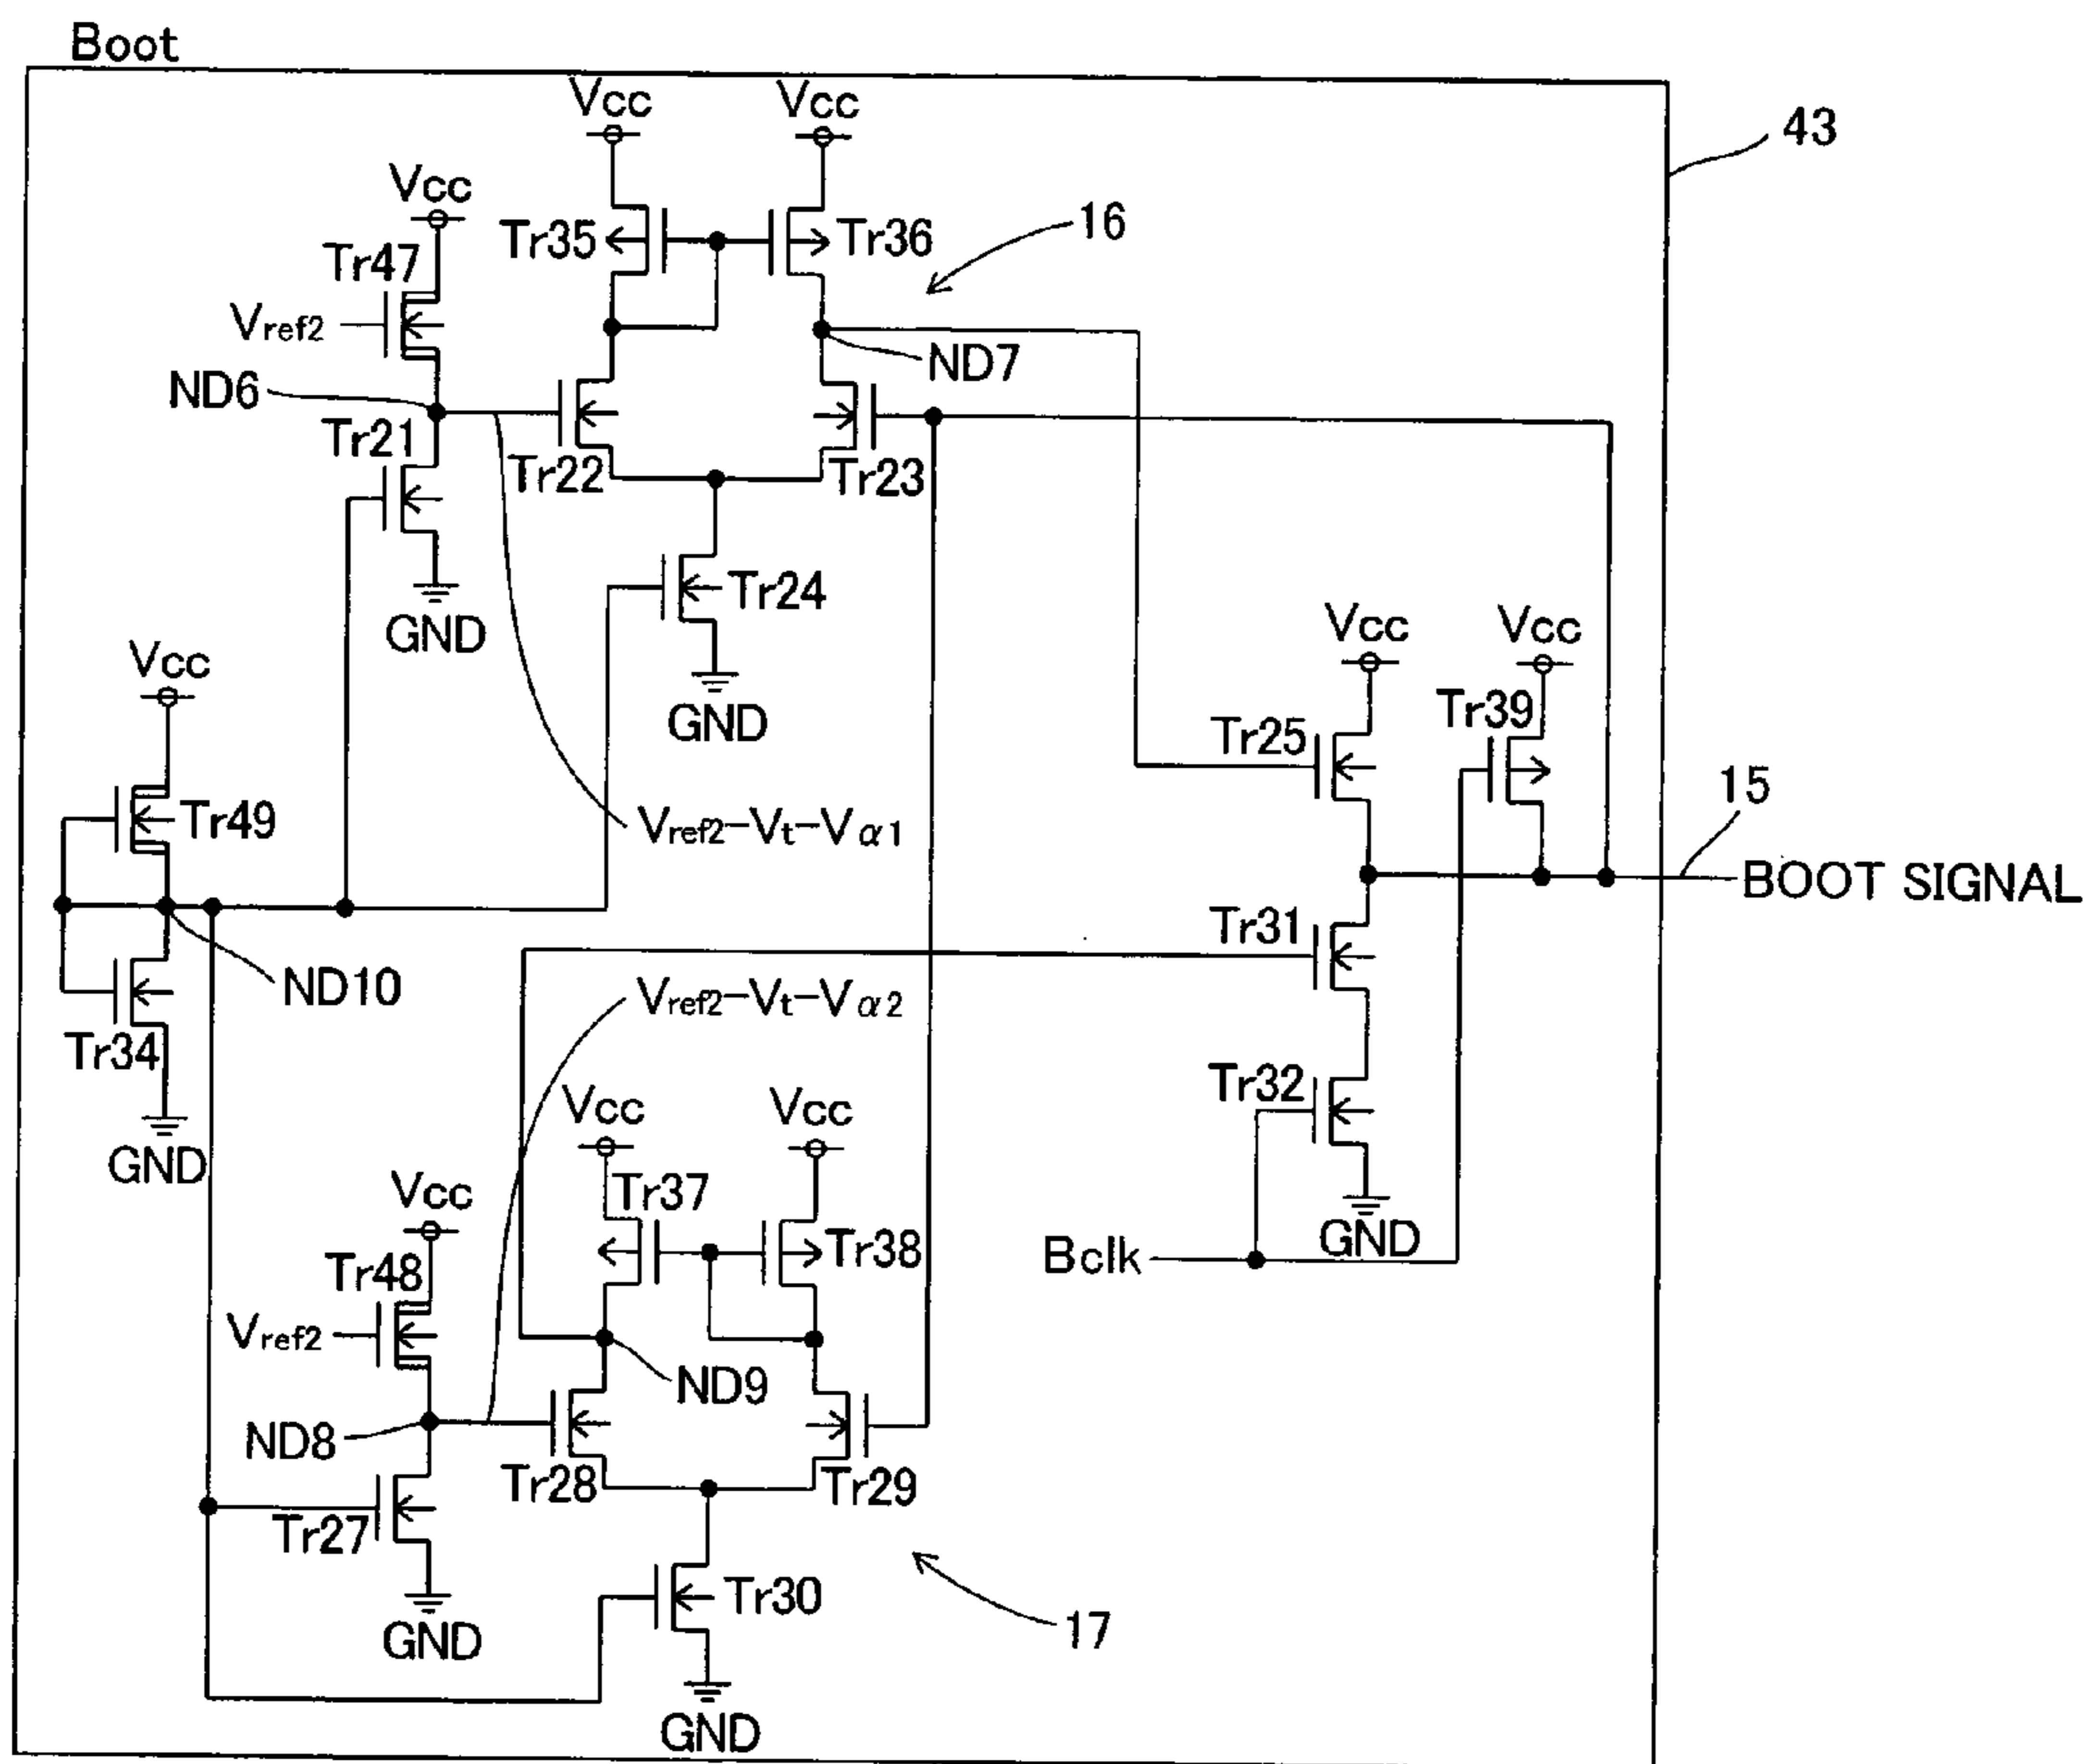 Boot
Vcc
Vcc
43
Vcc
Tr35
Tr36
16
Tr47
Vref2
ND7
ND6
Tr21
Tr22
Tr23
Tr24
GND
Vcc
Vcc
Vcc
GND
Tr39
Tr25
15
Tr49
Vref2-Vt-Vα1
BOOT SIGNAL
Tr31
ND10
Vref2-Vt-Vα2
Tr34
Tr32
Vcc
Vcc
GND
Vcc
Tr37
GND
Tr38
Bclk
Tr48
Vref2
ND9
ND8
Tr28
Tr29
Tr27
Tr30
17
GND
GND